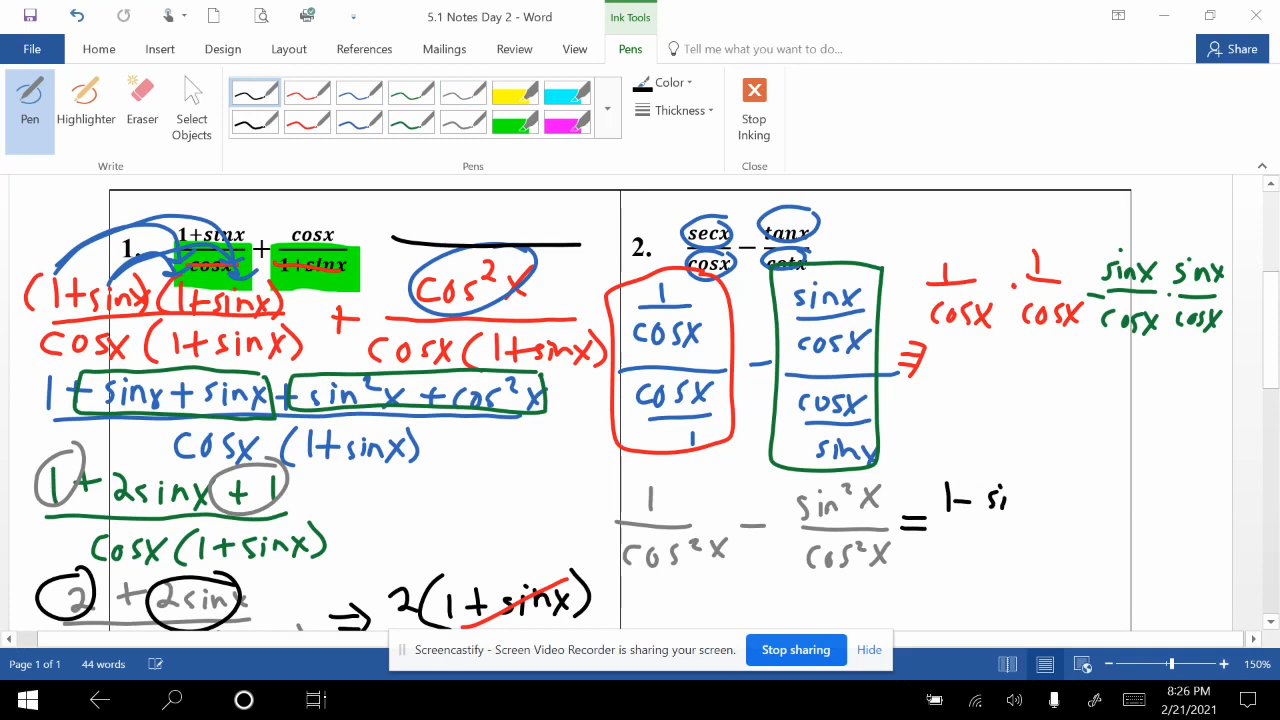 5.1 Notes Day 2 - Word
Ink Tools
File Home Insert Design Layout References Mailings Review View Pens Tell me what you want to do... Share
Pen Highlighter Eraser Select Objects
Color
Thickness
Stop Inking
Write Pens Close
1. 1+sinx/cosx + cosx/1+sinx
(1+sinx)(1+sinx)/cosx(1+sinx) + cos²x/cosx(1+sinx)
1 + sinx + sinx + sin²x + cos²x/cosx(1+sinx)
1 + 2sinx + 1/cosx(1+sinx)
2 + 2sinx ⇒ 2(1 + sinx)
2. secx/cosx − tanx/cotx
1/cosx/cosx/1 − sinx/cosx/cosx/sinx ⇒ 1/cosx · 1/cosx - sinx/cosx · sinx/cosx
1/cos²x − sin²x/cos²x = 1 - si
Screencastify - Screen Video Recorder is sharing your screen. Stop sharing Hide
Page 1 of 1 44 words 150%
8:26 PM
2/21/2021